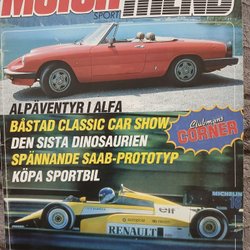 MOTOR TREND
SPORT
ALPÄVENTYR I ALFA
BÅSTAD CLASSIC CAR SHOW
DEN SISTA DINOSAURIEN
SPÄNNANDE SAAB-PROTOTYP
KÖPA SPORTBIL
Clubmans
CORNER
MICHELIN
elf
RENAULT